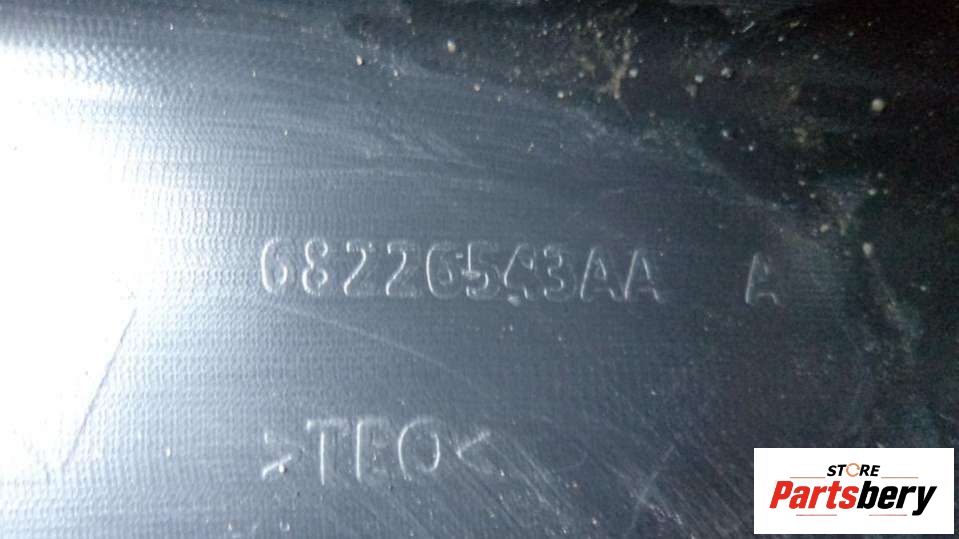 68226543AA A
>TEO<
STORE
Partsbery